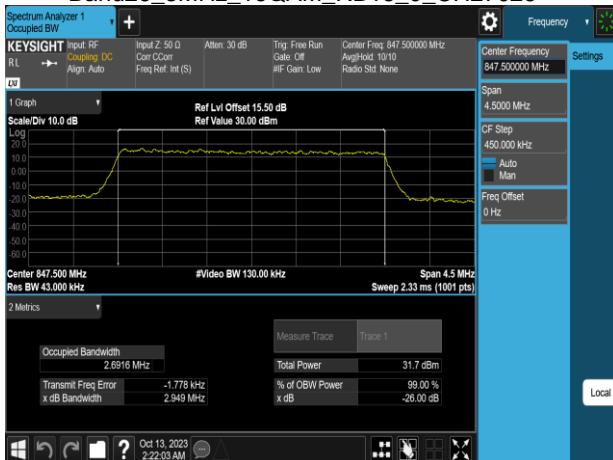 Spectrum Analyzer 1
Occupied BW
Frequency
KEYSIGHT
RL
LXI
Input: RF
Coupling: DC
Align: Auto
Input Z: 50 Ω
Corr CCorr
Freq Ref: Int (S)
Atten: 30 dB
Trig: Free Run
Gate: Off
#IF Gain: Low
Center Freq: 847.500000 MHz
Avg|Hold: 10/10
Radio Std: None
Center Frequency
847.500000 MHz
Settings
Span
4.5000 MHz
CF Step
450.000 kHz
Auto
Man
Freq Offset
0 Hz
Local
1 Graph
Scale/Div 10.0 dB
Ref Lvl Offset 15.50 dB
Ref Value 30.00 dBm
Log
20.0
10.0
0.00
-10.0
-20.0
-30.0
-40.0
-50.0
-60.0
Center 847.500 MHz
#Video BW 130.00 kHz
Span 4.5 MHz
Res BW 43.000 kHz
Sweep 2.33 ms (1001 pts)
2 Metrics
Measure Trace
Trace 1
Occupied Bandwidth
2.6916 MHz
Total Power
31.7 dBm
Transmit Freq Error
-1.778 kHz
% of OBW Power
99.00 %
x dB Bandwidth
2.949 MHz
x dB
-26.00 dB
?
Oct 13, 2023
2:22:03 AM